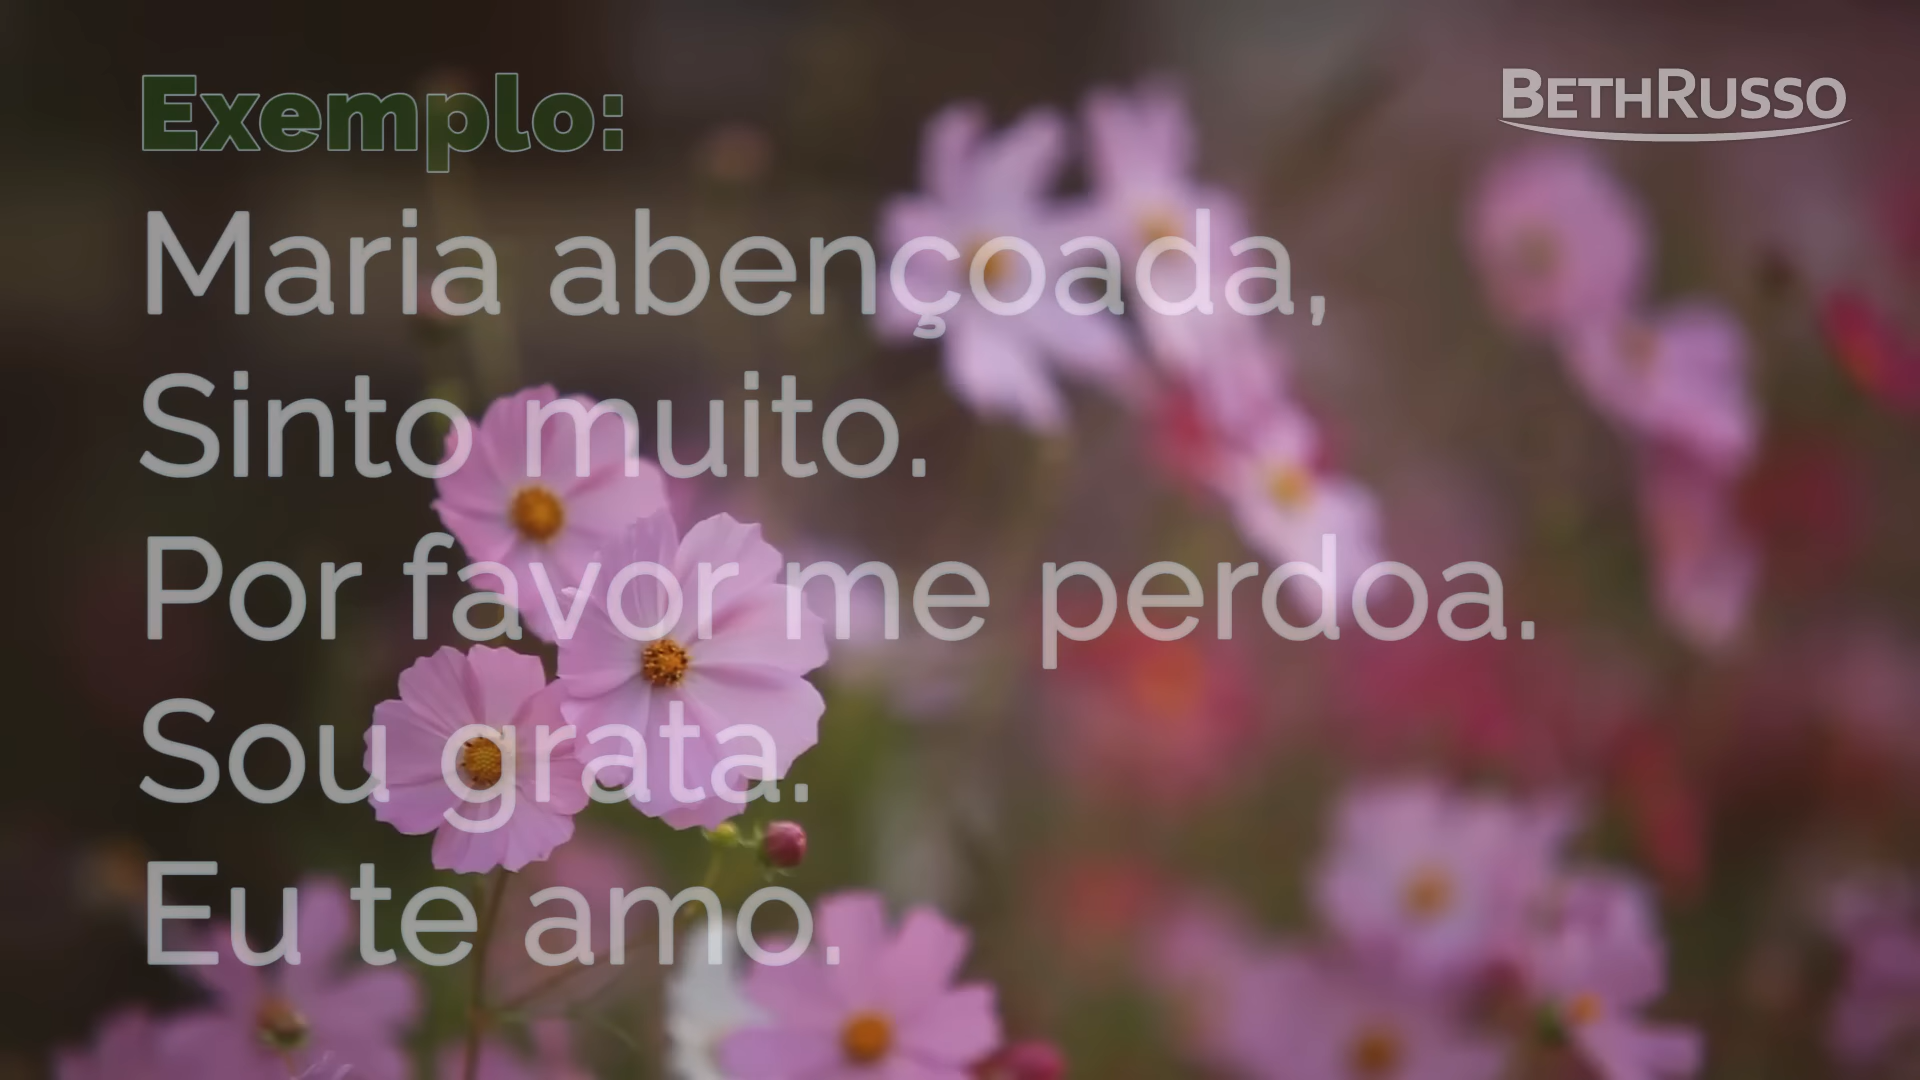 Exemplo:
BETHRUSSO
Maria abençoada,
Sinto muito.
Por favor me perdoa.
Sou grata.
Eu te amo.